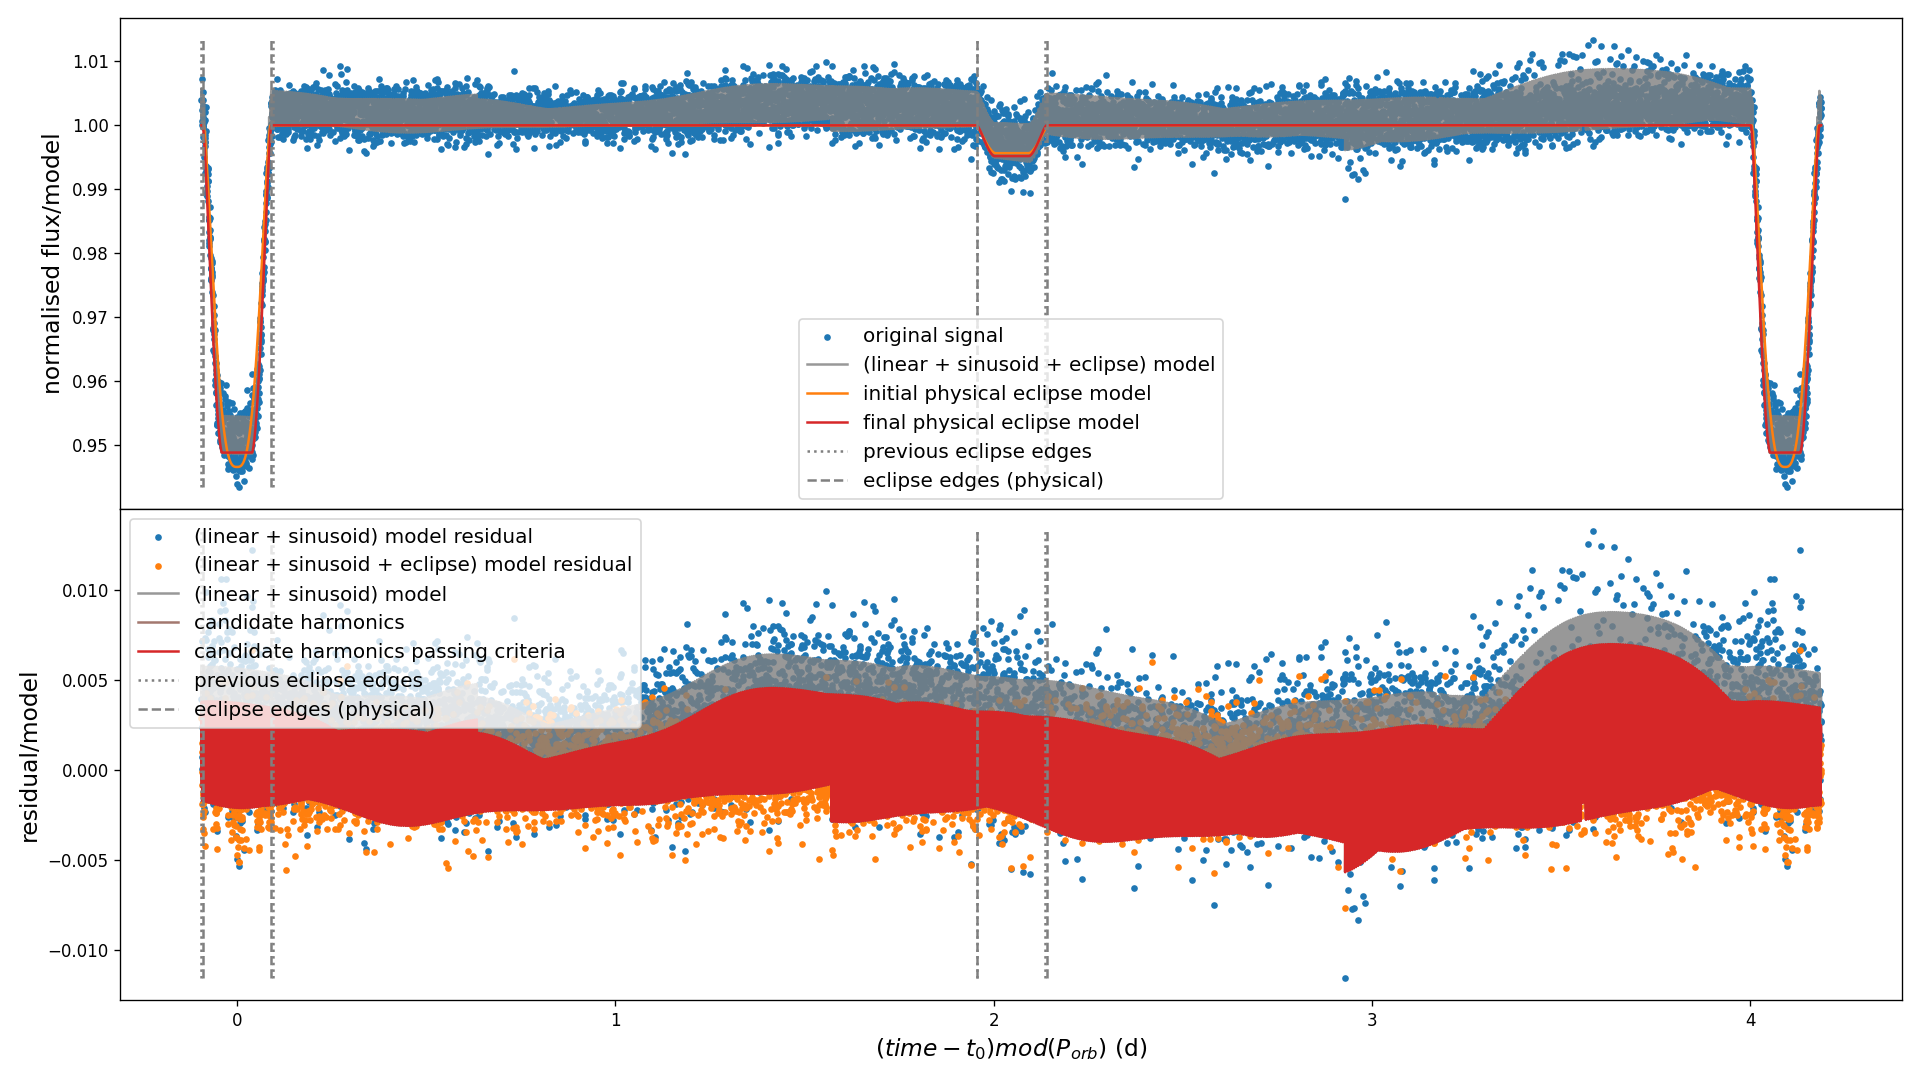 1.01
1.00
0.99
0.98
0.97
0.96
0.95
normalised flux/model
original signal
(linear + sinusoid + eclipse) model
initial physical eclipse model
final physical eclipse model
previous eclipse edges
eclipse edges (physical)
(linear + sinusoid) model residual
(linear + sinusoid + eclipse) model residual
(linear + sinusoid) model
candidate harmonics
candidate harmonics passing criteria
previous eclipse edges
eclipse edges (physical)
0.010
0.005
0.000
−0.005
−0.010
residual/model
0 1 2 3 4
(time − t₀)mod(Pₒᵣb) (d)